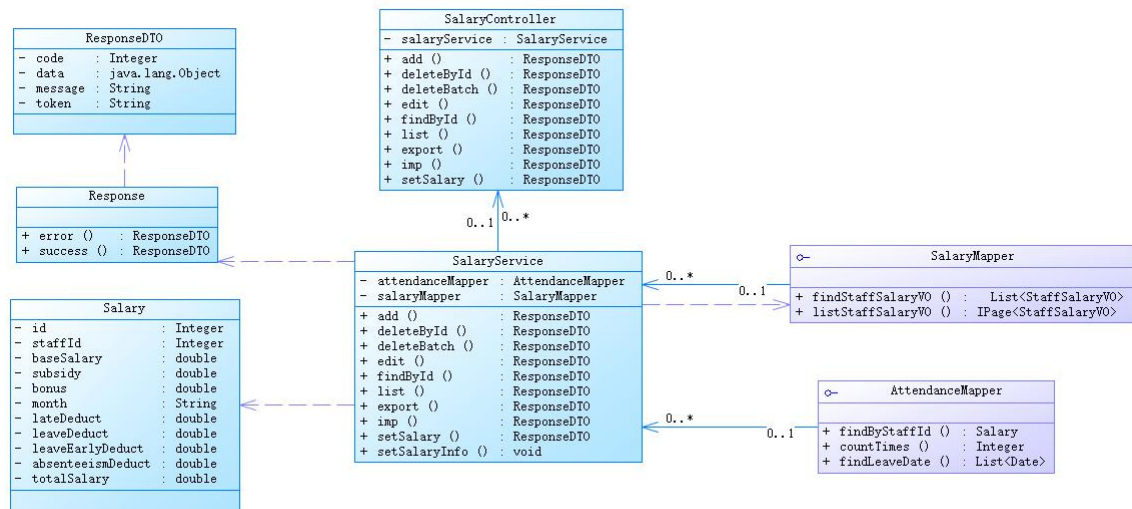 ResponseDTO
- code : Integer
- data : java.lang.Object
- message : String
- token : String
Response
+ error () : ResponseDTO
+ success () : ResponseDTO
Salary
- id : Integer
- staffId : Integer
- baseSalary : double
- subsidy : double
- bonus : double
- month : String
- lateDeduct : double
- leaveDeduct : double
- leaveEarlyDeduct : double
- absenteeismDeduct : double
- totalSalary : double
SalaryController
- salaryService : SalaryService
+ add () : ResponseDTO
+ deleteById () : ResponseDTO
+ deleteBatch () : ResponseDTO
+ edit () : ResponseDTO
+ findById () : ResponseDTO
+ list () : ResponseDTO
+ export () : ResponseDTO
+ imp () : ResponseDTO
+ setSalary () : ResponseDTO
0..1
0..*
SalaryService
- attendanceMapper : AttendanceMapper
- salaryMapper : SalaryMapper
+ add () : ResponseDTO
+ deleteById () : ResponseDTO
+ deleteBatch () : ResponseDTO
+ edit () : ResponseDTO
+ findById () : ResponseDTO
+ list () : ResponseDTO
+ export () : ResponseDTO
+ imp () : ResponseDTO
+ setSalary () : ResponseDTO
+ setSalaryInfo () : void
0..*
0..1
SalaryMapper
+ findStaffSalaryVO () : List<StaffSalaryVO>
+ listStaffSalaryVO () : IPage<StaffSalaryVO>
0..*
0..1
AttendanceMapper
+ findByStaffId () : Salary
+ countTimes () : Integer
+ findLeaveDate () : List<Date>